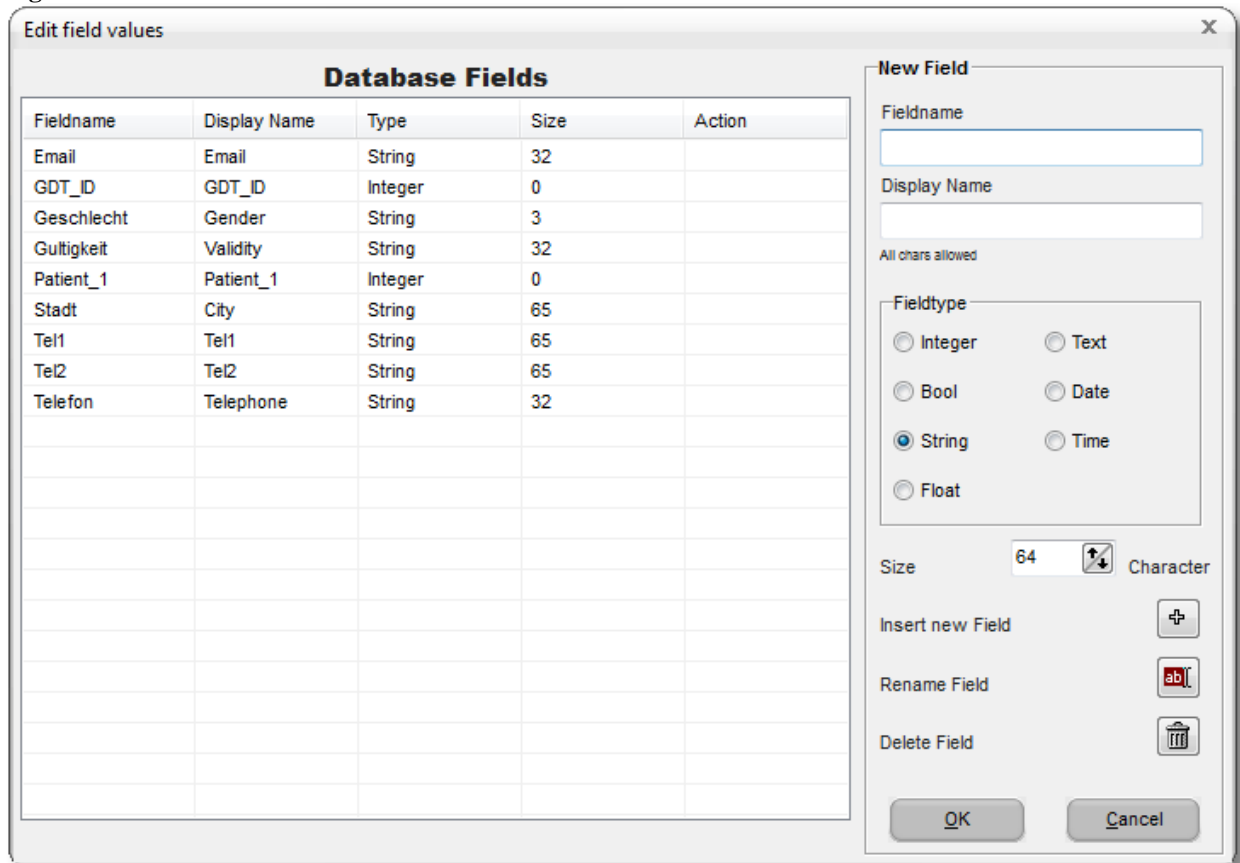 Edit field values
Database Fields
Fieldname Display Name Type Size Action
Email Email String 32
GDT_ID GDT_ID Integer 0
Geschlecht Gender String 3
Gultigkeit Validity String 32
Patient_1 Patient_1 Integer 0
Stadt City String 65
Tel1 Tel1 String 65
Tel2 Tel2 String 65
Telefon Telephone String 32
New Field
Fieldname
Display Name
All chars allowed
Fieldtype
Integer Text
Bool Date
String Time
Float
Size 64 Character
Insert new Field
Rename Field ab
Delete Field
OK Cancel